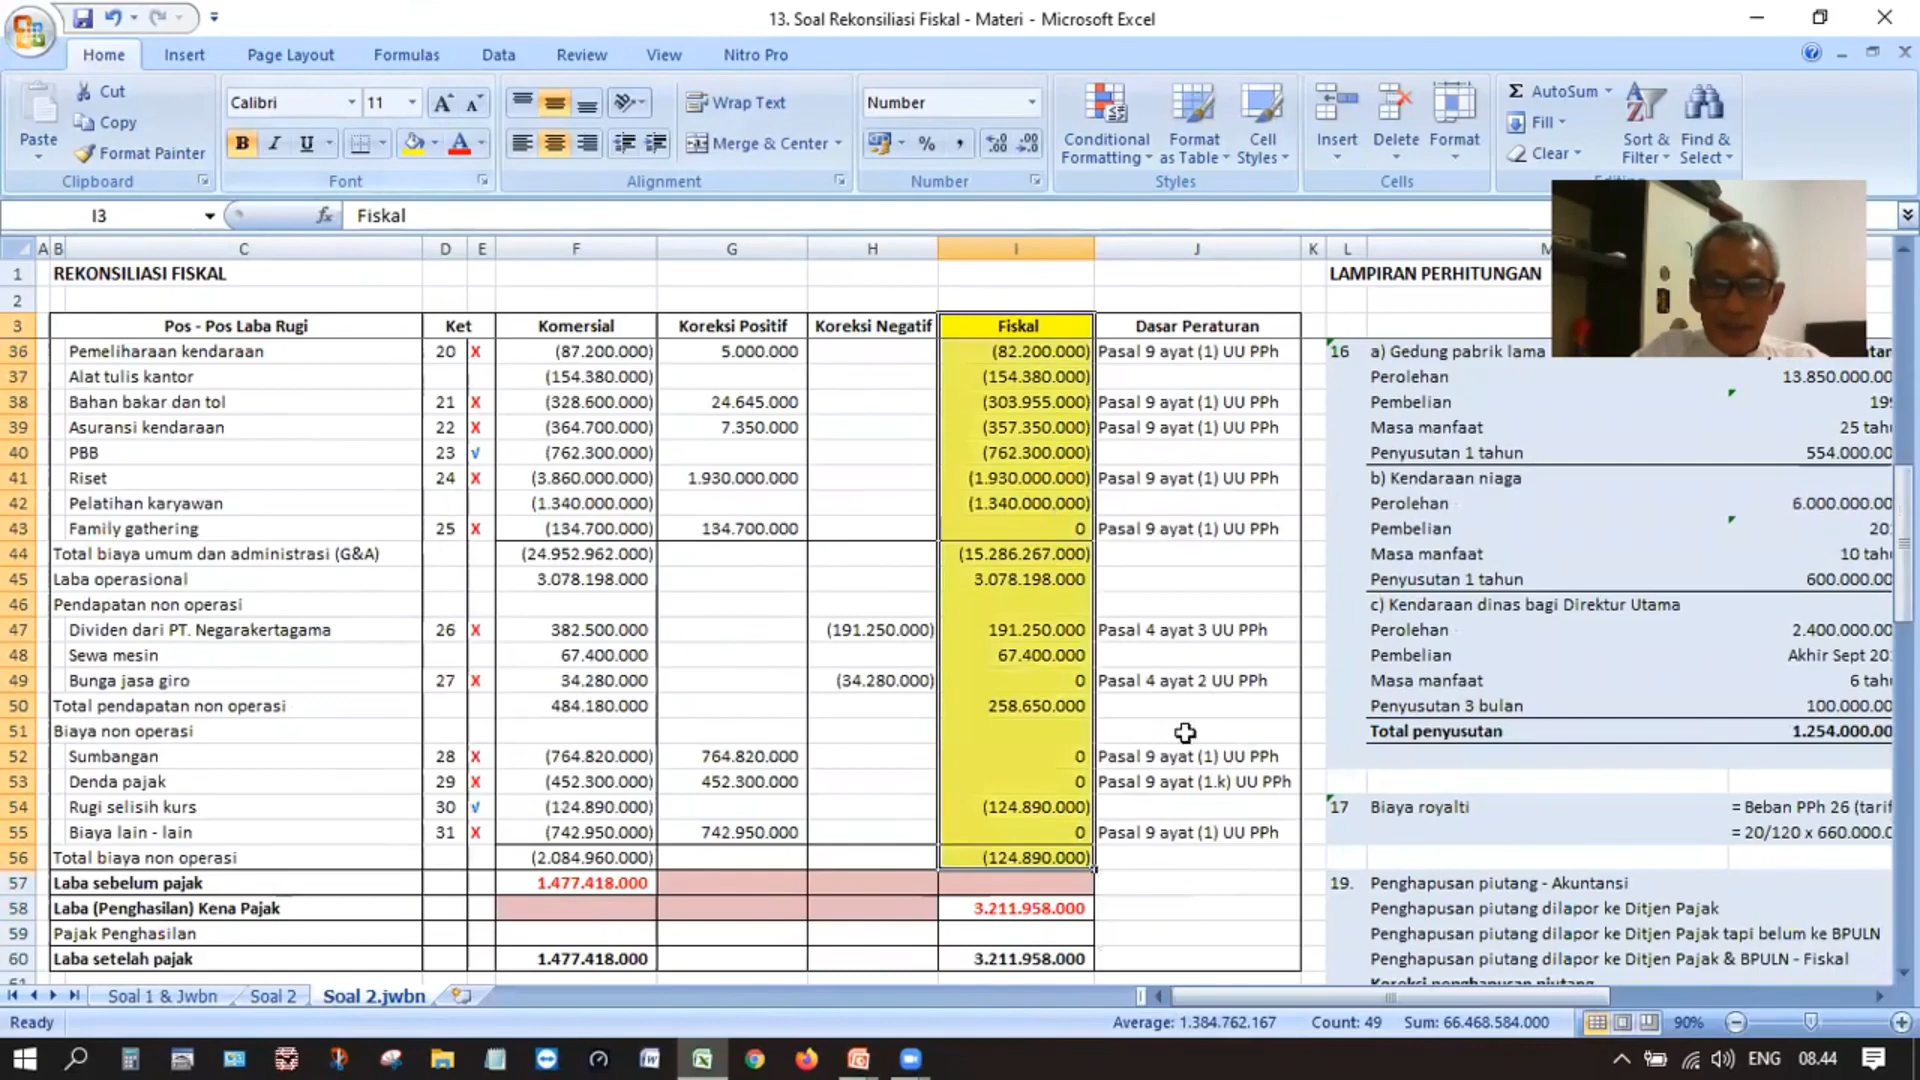 13. Soal Rekonsiliasi Fiskal - Materi - Microsoft Excel
Home Insert Page Layout Formulas Data Review View Nitro Pro
Paste Cut Copy Format Painter Clipboard
Calibri 11 A A B I U A Font
Wrap Text Merge & Center Alignment
Number % , Number
Conditional Formatting Format as Table Cell Styles Styles
Insert Delete Format Cells
Σ AutoSum Fill Clear Sort & Filter Find & Select
I3 fx Fiskal
A B C D E F G H I J K L
1 REKONSILIASI FISKAL LAMPIRAN PERHITUNGAN
2
3 Pos - Pos Laba Rugi Ket Komersial Koreksi Positif Koreksi Negatif Fiskal Dasar Peraturan
36 Pemeliharaan kendaraan 20 X (87.200.000) 5.000.000 (82.200.000) Pasal 9 ayat (1) UU PPh 16 a) Gedung pabrik lama
37 Alat tulis kantor (154.380.000) (154.380.000) Perolehan 13.850.000.00
38 Bahan bakar dan tol 21 X (328.600.000) 24.645.000 (303.955.000) Pasal 9 ayat (1) UU PPh Pembelian 199
39 Asuransi kendaraan 22 X (364.700.000) 7.350.000 (357.350.000) Pasal 9 ayat (1) UU PPh Masa manfaat 25 tahu
40 PBB 23 √ (762.300.000) (762.300.000) Penyusutan 1 tahun 554.000.00
41 Riset 24 X (3.860.000.000) 1.930.000.000 (1.930.000.000) Pasal 9 ayat (1) UU PPh b) Kendaraan niaga
42 Pelatihan karyawan (1.340.000.000) (1.340.000.000) Perolehan 6.000.000.00
43 Family gathering 25 X (134.700.000) 134.700.000 0 Pasal 9 ayat (1) UU PPh Pembelian 20
44 Total biaya umum dan administrasi (G&A) (24.952.962.000) (15.286.267.000) Masa manfaat 10 tahu
45 Laba operasional 3.078.198.000 3.078.198.000 Penyusutan 1 tahun 600.000.00
46 Pendapatan non operasi c) Kendaraan dinas bagi Direktur Utama
47 Dividen dari PT. Negarakertagama 26 X 382.500.000 (191.250.000) 191.250.000 Pasal 4 ayat 3 UU PPh Perolehan 2.400.000.00
48 Sewa mesin 67.400.000 67.400.000 Pembelian Akhir Sept 20
49 Bunga jasa giro 27 X 34.280.000 (34.280.000) 0 Pasal 4 ayat 2 UU PPh Masa manfaat 6 tahu
50 Total pendapatan non operasi 484.180.000 258.650.000 Penyusutan 3 bulan 100.000.00
51 Biaya non operasi Total penyusutan 1.254.000.00
52 Sumbangan 28 X (764.820.000) 764.820.000 0 Pasal 9 ayat (1) UU PPh
53 Denda pajak 29 X (452.300.000) 452.300.000 0 Pasal 9 ayat (1.k) UU PPh
54 Rugi selisih kurs 30 √ (124.890.000) (124.890.000) 17 Biaya royalti = Beban PPh 26 (tarif
55 Biaya lain - lain 31 X (742.950.000) 742.950.000 0 Pasal 9 ayat (1) UU PPh = 20/120 x 660.000.0
56 Total biaya non operasi (2.084.960.000) (124.890.000)
57 Laba sebelum pajak 1.477.418.000 19. Penghapusan piutang - Akuntansi
58 Laba (Penghasilan) Kena Pajak 3.211.958.000 Penghapusan piutang dilapor ke Ditjen Pajak
59 Pajak Penghasilan Penghapusan piutang dilapor ke Ditjen Pajak tapi belum ke BPULN
60 Laba setelah pajak 1.477.418.000 3.211.958.000 Penghapusan piutang dilapor ke Ditjen Pajak & BPULN - Fiskal
Soal 1 & Jwbn Soal 2 Soal 2.jwbn
Ready Average: 1.384.762.167 Count: 49 Sum: 66.468.584.000 90%
ENG 08.44